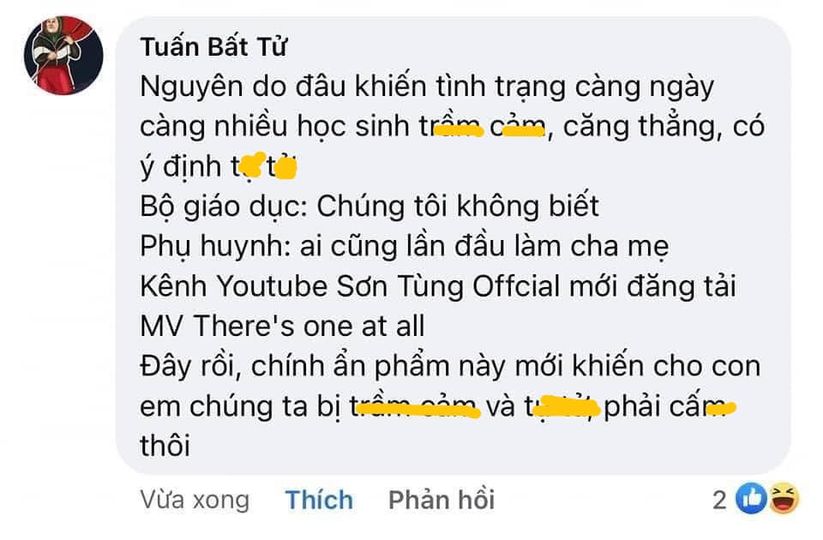 Tuấn Bất Tử
Nguyên do đâu khiến tình trạng càng ngày
càng nhiều học sinh trầm cảm, căng thẳng, có
ý định tự tử
Bộ giáo dục: Chúng tôi không biết
Phụ huynh: ai cũng lần đầu làm cha mẹ
Kênh Youtube Sơn Tùng Offcial mới đăng tải
MV There's one at all
Đây rồi, chính ẩn phẩm này mới khiến cho con
em chúng ta bị trầm cảm và tự tử, phải cấm
thôi
Vừa xong Thích Phản hồi 2